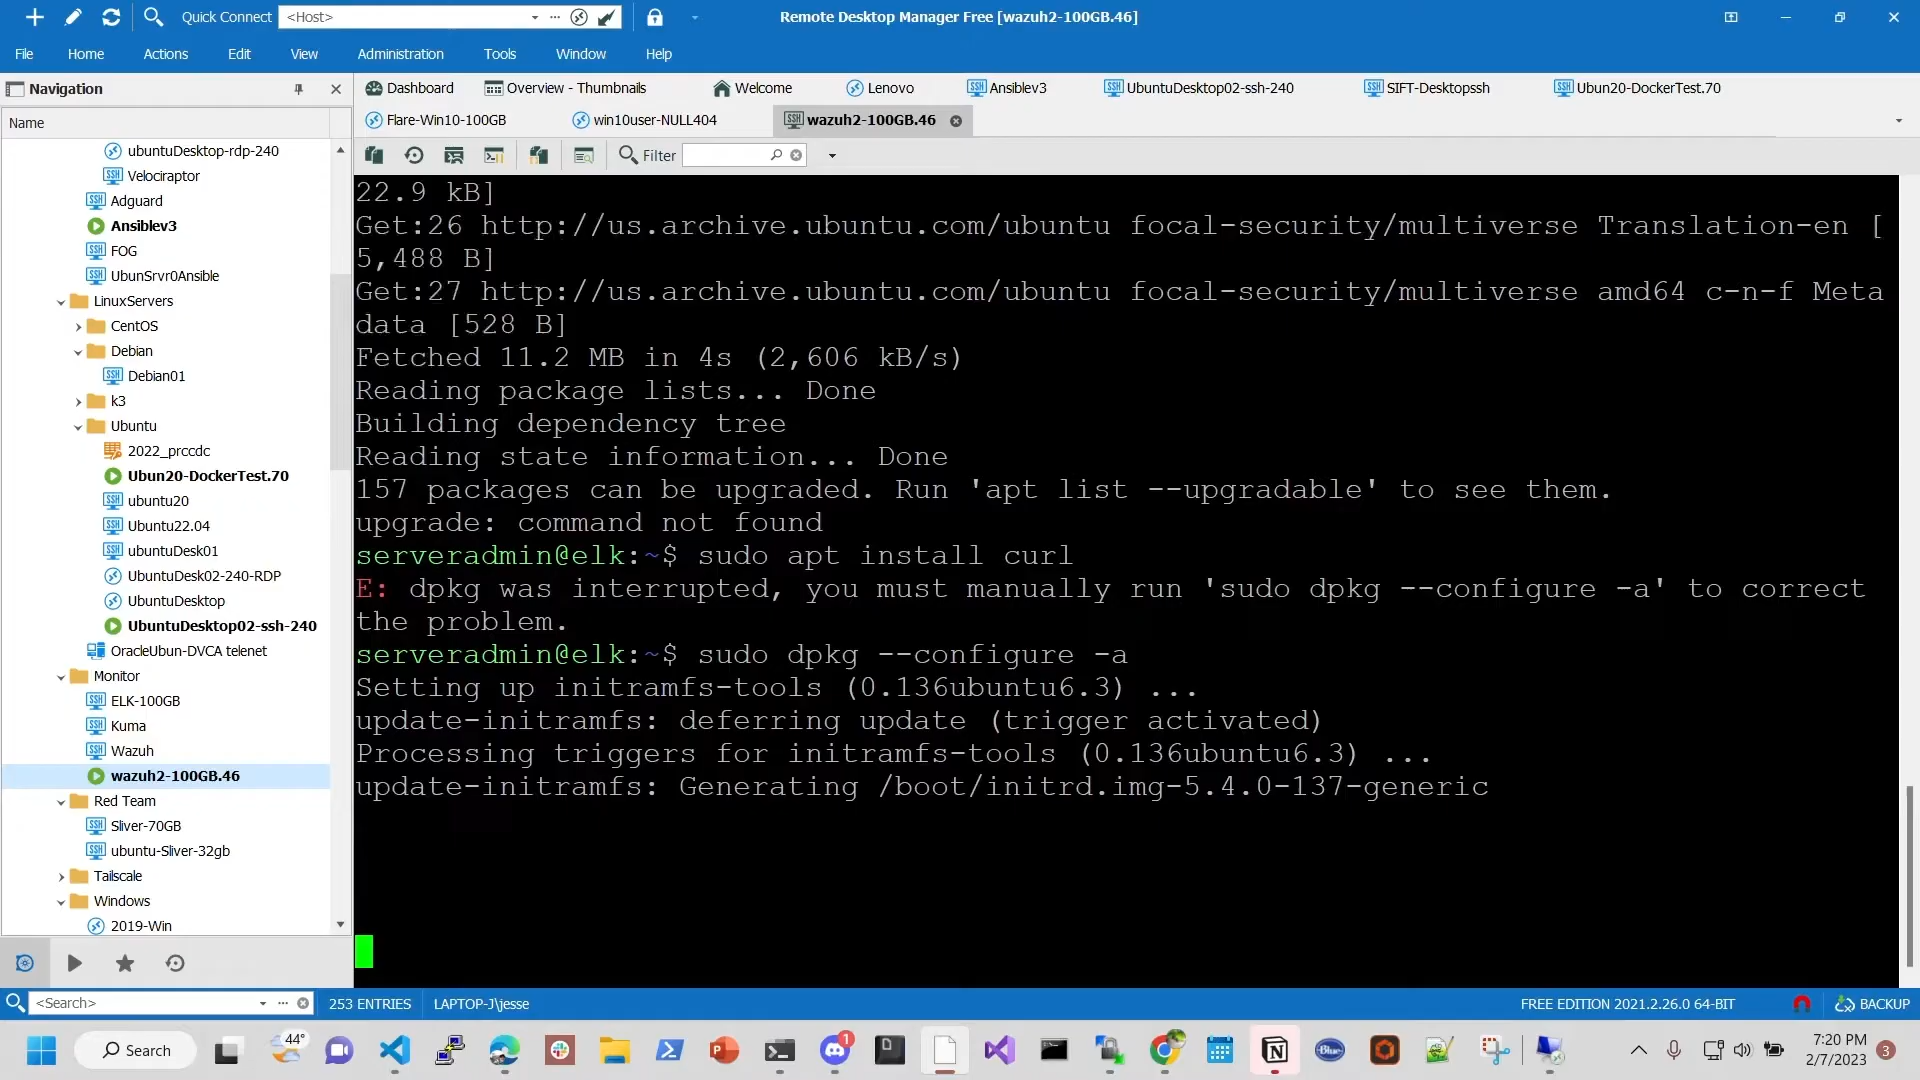 Quick Connect <Host> Remote Desktop Manager Free [wazuh2-100GB.46]
File Home Actions Edit View Administration Tools Window Help
Navigation
Dashboard Overview - Thumbnails Welcome Lenovo Ansiblev3 UbuntuDesktop02-ssh-240 SIFT-Desktopssh Ubun20-DockerTest.70
Name
Flare-Win10-100GB win10user-NULL404 wazuh2-100GB.46
Filter
ubuntuDesktop-rdp-240
Velociraptor
Adguard
Ansiblev3
FOG
UbunSrvr0Ansible
LinuxServers
CentOS
Debian
Debian01
k3
Ubuntu
2022_prccdc
Ubun20-DockerTest.70
ubuntu20
Ubuntu22.04
ubuntuDesk01
UbuntuDesk02-240-RDP
UbuntuDesktop
UbuntuDesktop02-ssh-240
OracleUbun-DVCA telenet
Monitor
ELK-100GB
Kuma
Wazuh
wazuh2-100GB.46
Red Team
Sliver-70GB
ubuntu-Sliver-32gb
Tailscale
Windows
2019-Win
22.9 kB]
Get:26 http://us.archive.ubuntu.com/ubuntu focal-security/multiverse Translation-en [
5,488 B]
Get:27 http://us.archive.ubuntu.com/ubuntu focal-security/multiverse amd64 c-n-f Meta
data [528 B]
Fetched 11.2 MB in 4s (2,606 kB/s)
Reading package lists... Done
Building dependency tree
Reading state information... Done
157 packages can be upgraded. Run 'apt list --upgradable' to see them.
upgrade: command not found
serveradmin@elk:~$ sudo apt install curl
E: dpkg was interrupted, you must manually run 'sudo dpkg --configure -a' to correct
the problem.
serveradmin@elk:~$ sudo dpkg --configure -a
Setting up initramfs-tools (0.136ubuntu6.3) ...
update-initramfs: deferring update (trigger activated)
Processing triggers for initramfs-tools (0.136ubuntu6.3) ...
update-initramfs: Generating /boot/initrd.img-5.4.0-137-generic
<Search> 253 ENTRIES LAPTOP-J\jesse FREE EDITION 2021.2.26.0 64-BIT BACKUP
Search 44° 1 Blue 7:20 PM
2/7/2023 3